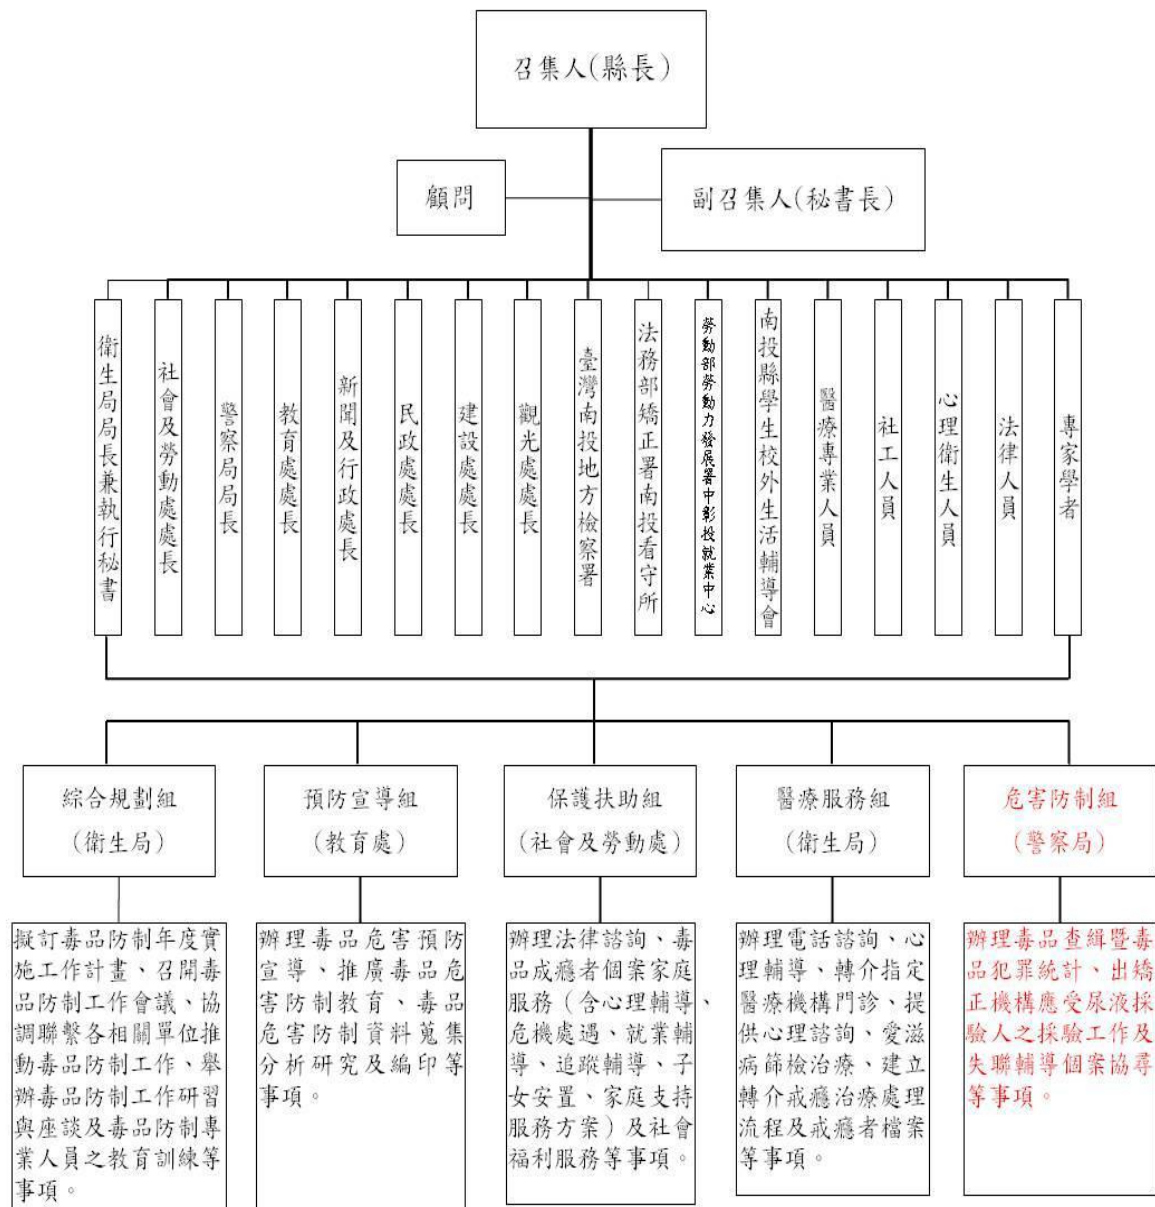 召集人(縣長)
顧問
副召集人(秘書長)
衛生局局長兼執行秘書
社會及勞動處處長
警察局局長
教育處處長
新聞及行政處長
民政處處長
建設處處長
觀光處處長
臺灣南投地方檢察署
法務部矯正署南投看守所
勞動部勞動力發展署中彰投就業中心
南投縣學生校外生活輔導會
醫療專業人員
社工人員
心理衛生人員
法律人員
專家學者
綜合規劃組
(衛生局)
預防宣導組
(教育處)
保護扶助組
(社會及勞動處)
醫療服務組
(衛生局)
危害防制組
(警察局)
擬訂毒品防制年度實
施工作計畫、召開毒
品防制工作會議、協
調聯繫各相關單位推
動毒品防制工作、舉
辦毒品防制工作研習
與座談及毒品防制專
業人員之教育訓練等
事項。
辦理毒品危害預防
宣導、推廣毒品危
害防制教育、毒品
危害防制資料蒐集
分析研究及編印等
事項。
辦理法律諮詢、毒
品成癮者個案家庭
服務(含心理輔導、
危機處遇、就業輔
導、追蹤輔導、子
女安置、家庭支持
服務方案)及社會
福利服務等事項。
辦理電話諮詢、心
理輔導、轉介指定
醫療機構門診、提
供心理諮詢、愛滋
病篩檢治療、建立
轉介戒癮治療處理
流程及戒癮者檔案
等事項。
辦理毒品查緝暨毒
品犯罪統計、出矯
正機構應受尿液採
驗人之採驗工作及
失聯輔導個案協尋
等事項。